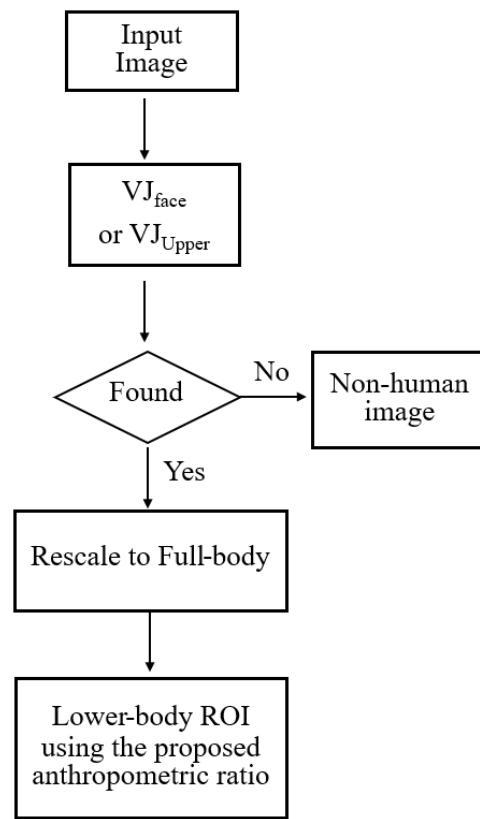 Input
Image
VJface
or VJUpper
Found
No
Non-human
image
Yes
Rescale to Full-body
Lower-body ROI
using the proposed
anthropometric ratio